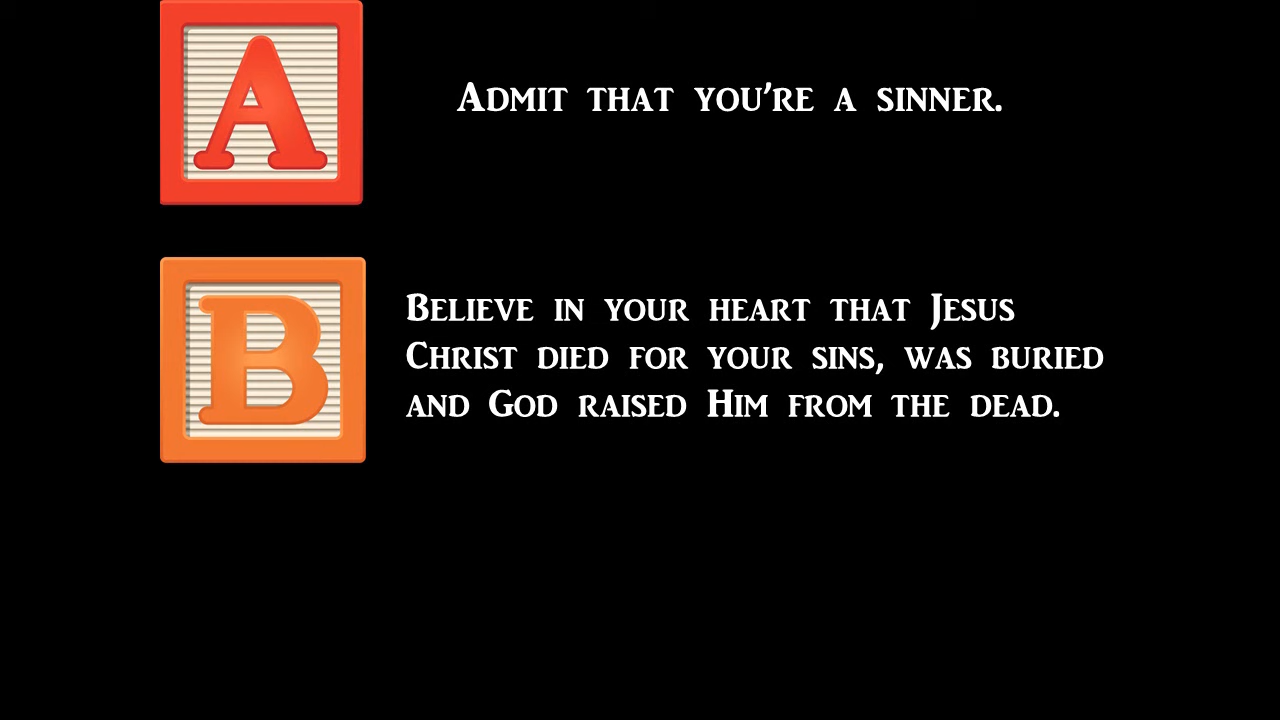 A
Admit that you're a sinner.
B
Believe in your heart that Jesus
Christ died for your sins, was buried
and God raised Him from the dead.